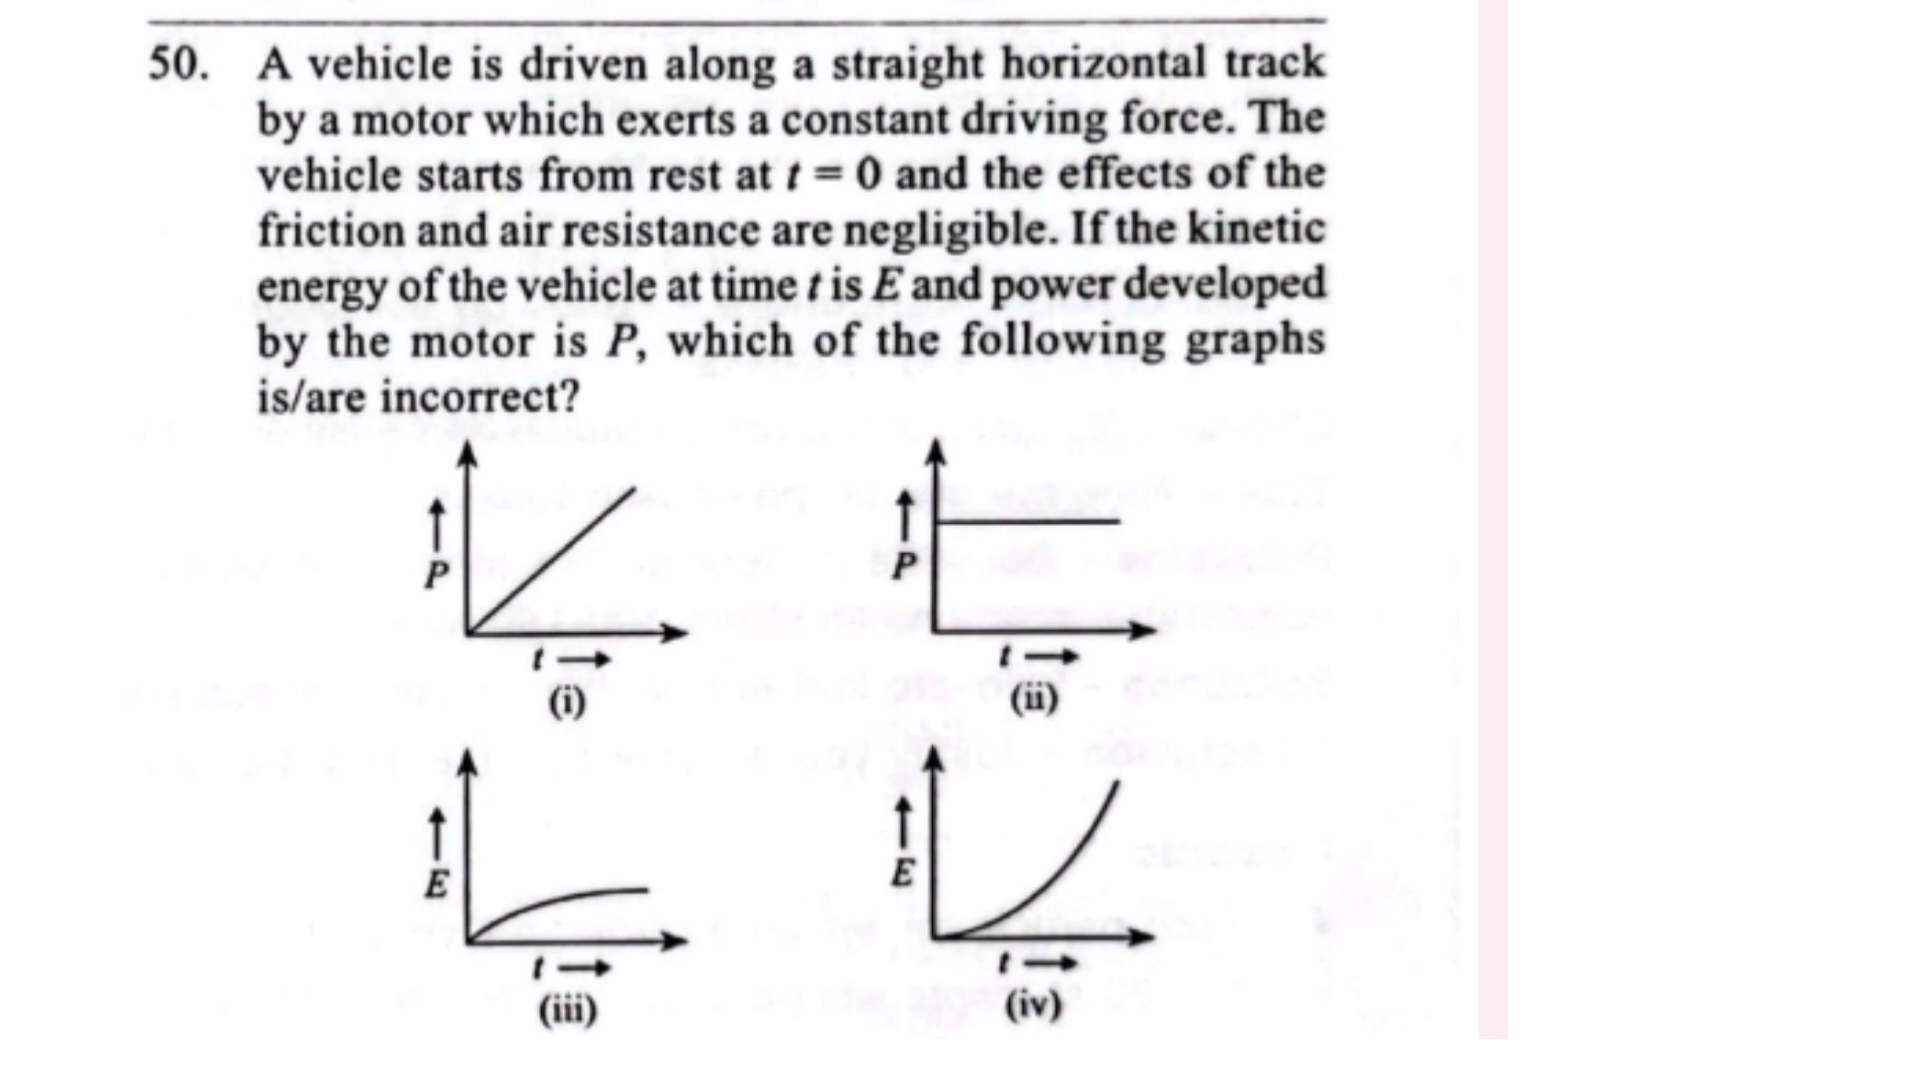 50. A vehicle is driven along a straight horizontal track
by a motor which exerts a constant driving force. The
vehicle starts from rest at t = 0 and the effects of the
friction and air resistance are negligible. If the kinetic
energy of the vehicle at time t is E and power developed
by the motor is P, which of the following graphs
is/are incorrect?
P
t
(i)
P
t
(ii)
E
t
(iii)
E
t
(iv)